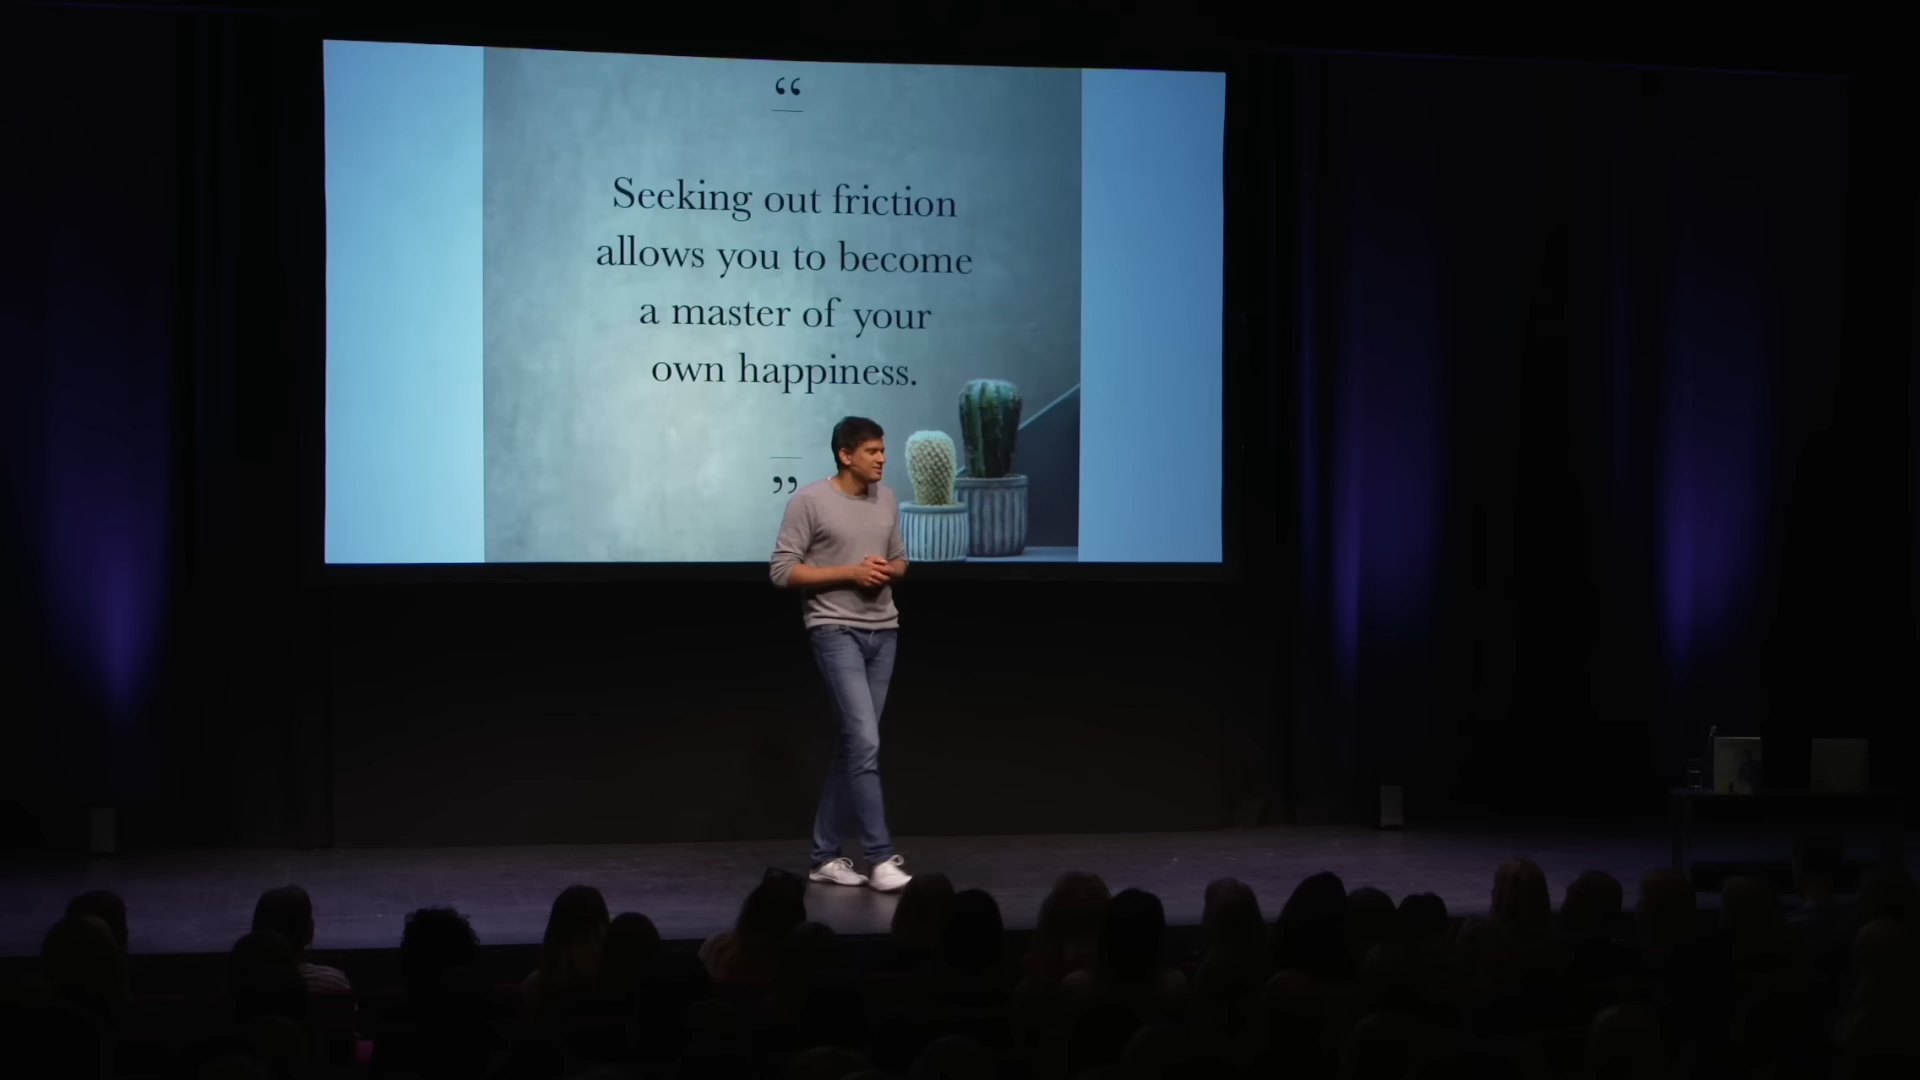 “
Seeking out friction
allows you to become
a master of your
own happiness.
”